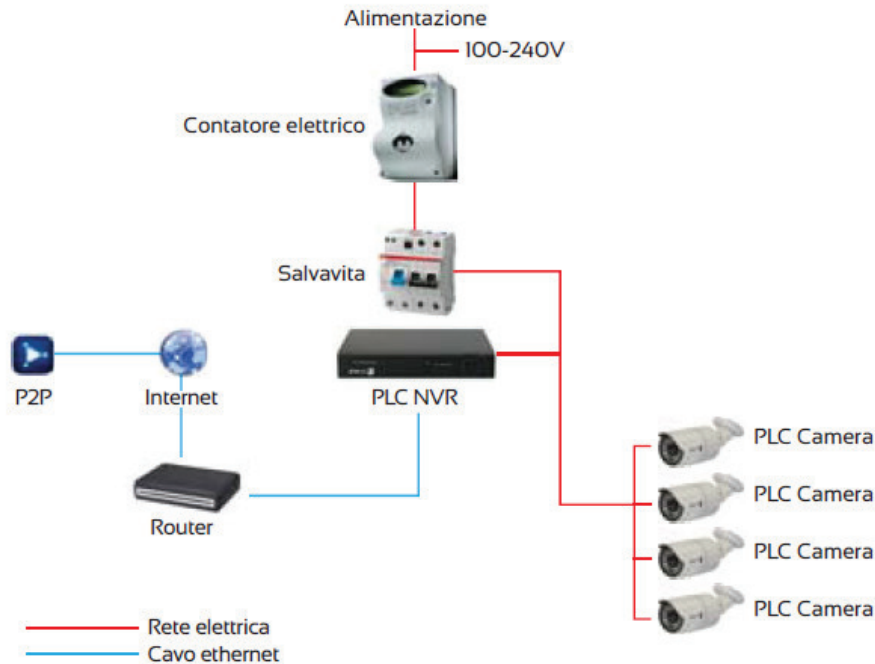 Alimentazione
100-240V
Contatore elettrico
Salvavita
P2P
Internet
PLC NVR
Router
PLC Camera
PLC Camera
PLC Camera
PLC Camera
Rete elettrica
Cavo ethernet